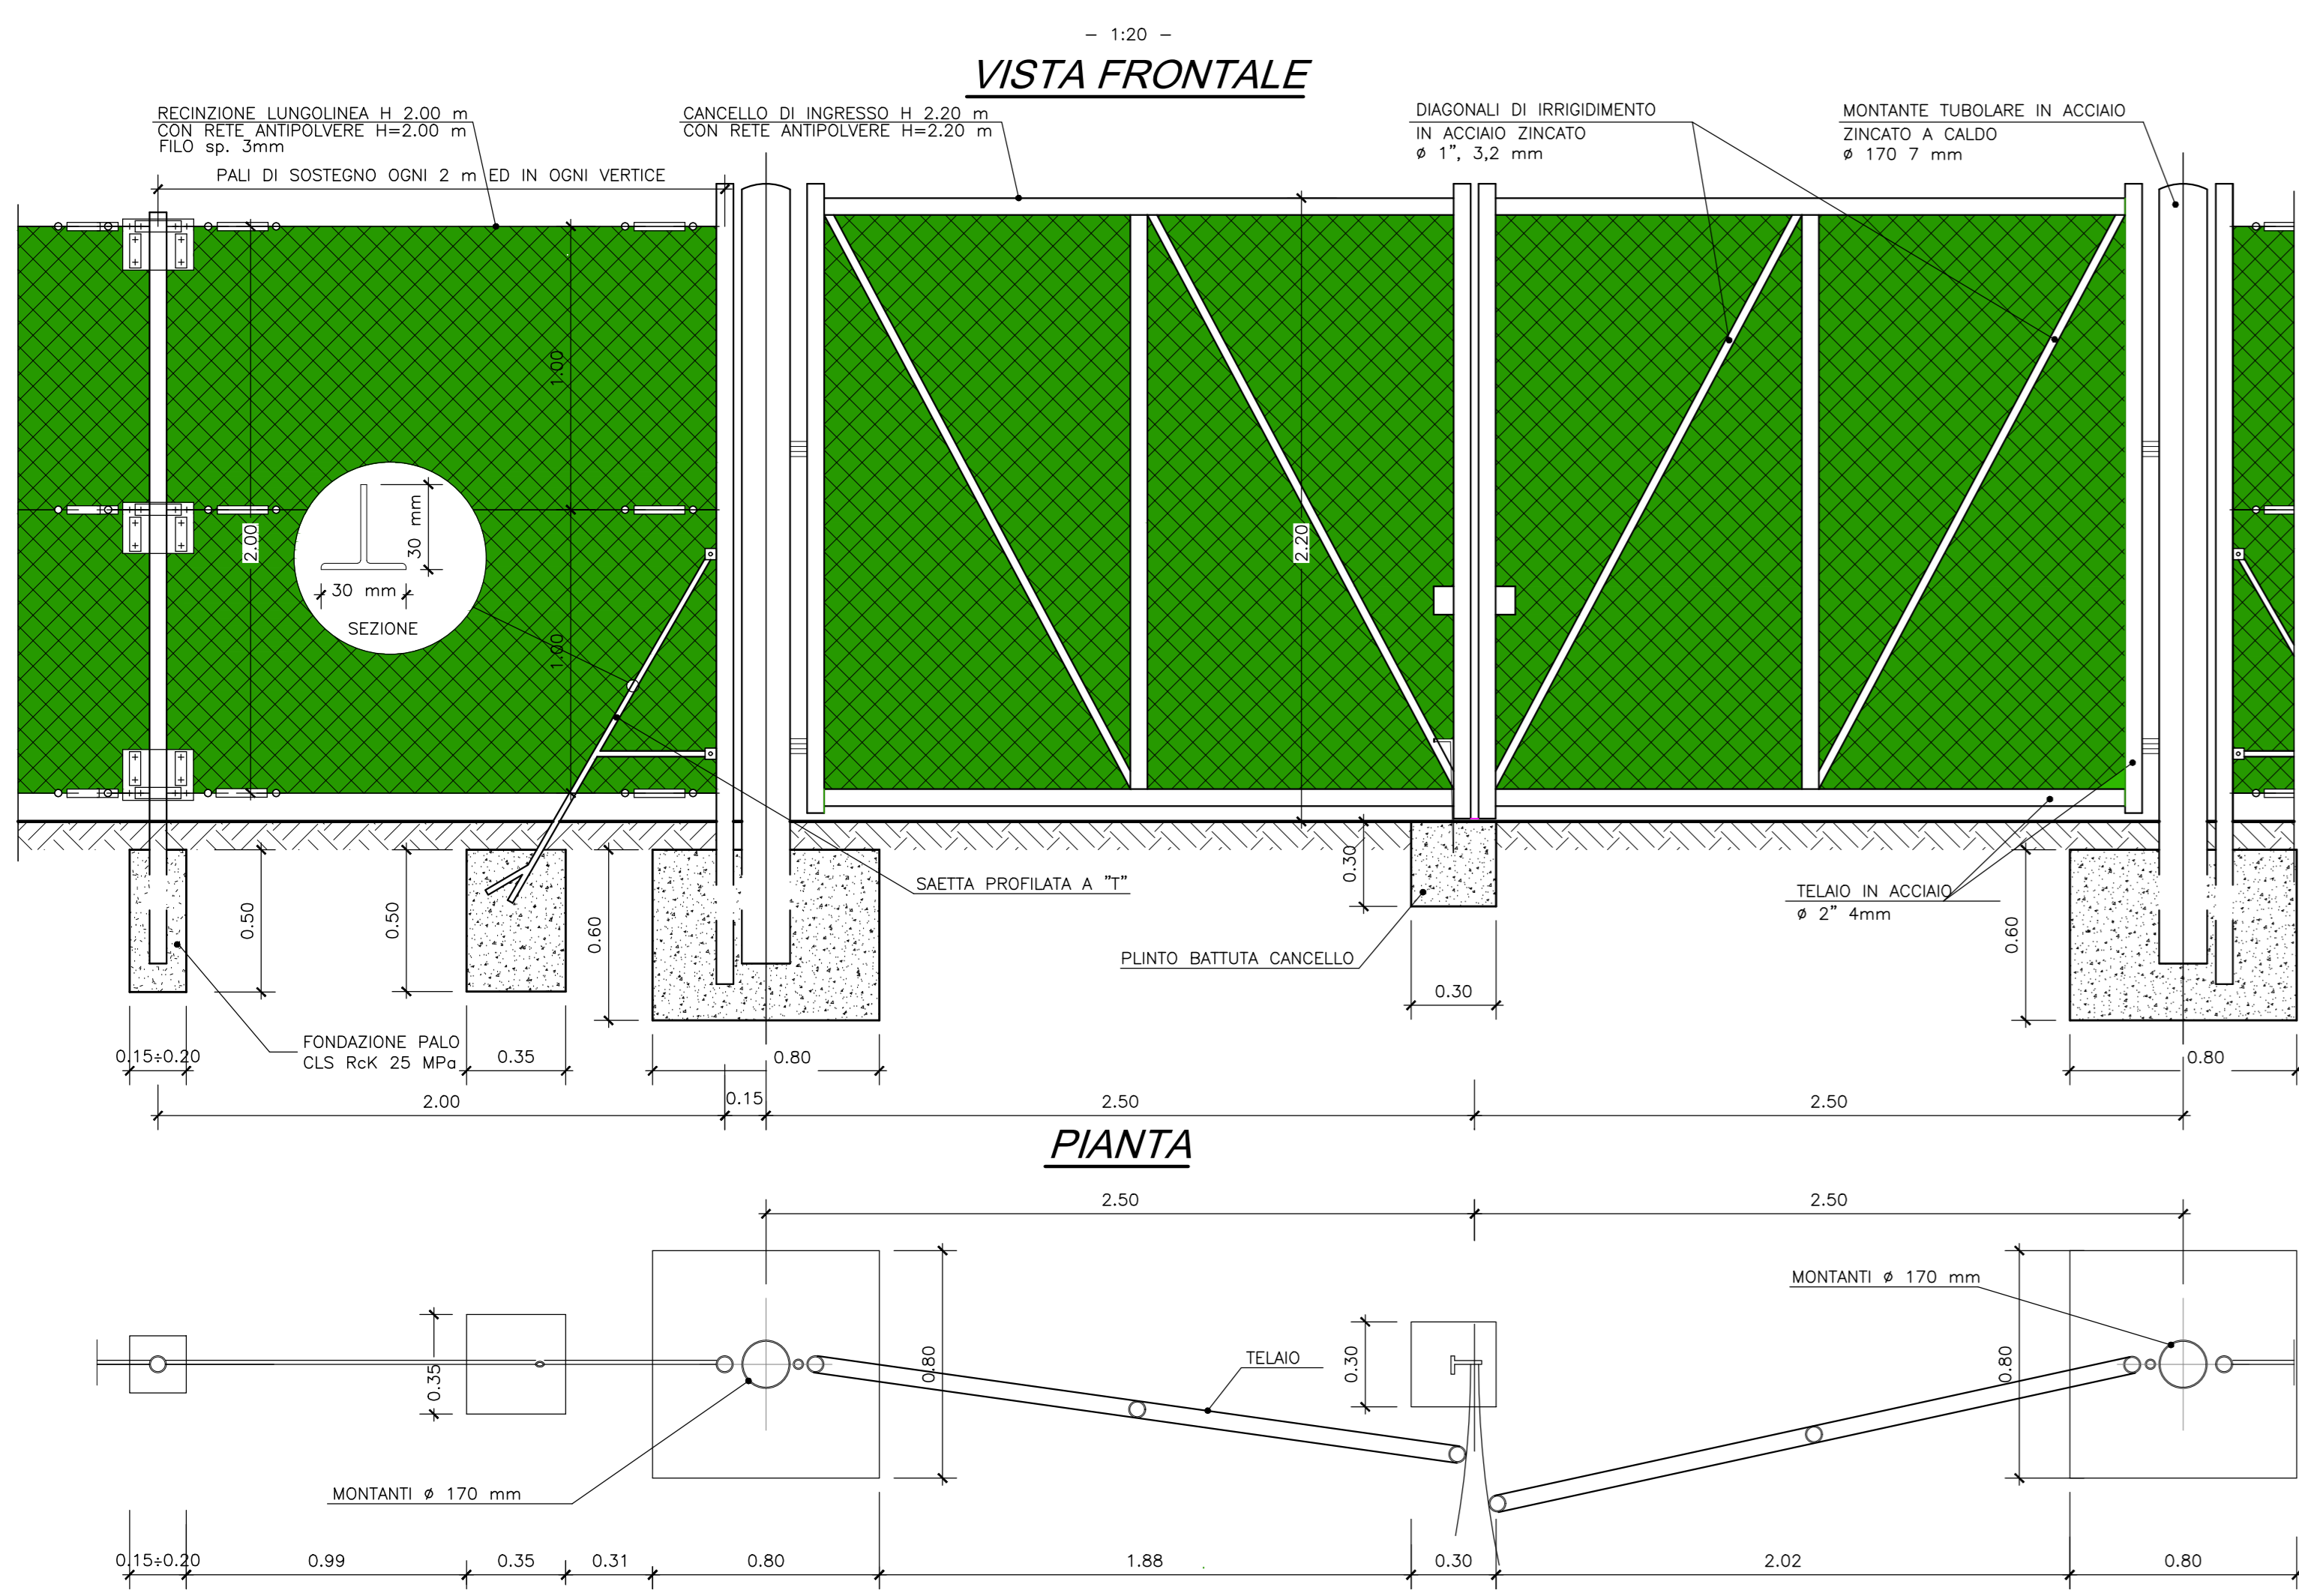 - 1:20 -
VISTA FRONTALE
RECINZIONE LUNGOLINEA H 2.00 m
CON RETE ANTIPOLVERE H=2.00 m
FILO sp. 3mm
CANCELLO DI INGRESSO H 2.20 m
CON RETE ANTIPOLVERE H=2.20 m
DIAGONALI DI IRRIGIDIMENTO
IN ACCIAIO ZINCATO
ø 1", 3,2 mm
MONTANTE TUBOLARE IN ACCIAIO
ZINCATO A CALDO
ø 170 7 mm
PALI DI SOSTEGNO OGNI 2 m ED IN OGNI VERTICE
1.00
2.00
30 mm
30 mm
SEZIONE
1.00
2.20
SAETTA PROFILATA A "T"
0.30
TELAIO IN ACCIAIO
ø 2" 4mm
0.50
0.50
0.60
0.60
PLINTO BATTUTA CANCELLO
0.30
FONDAZIONE PALO
CLS RcK 25 MPa
0.15÷0.20
0.35
0.80
0.80
2.00
0.15
2.50
2.50
PIANTA
2.50
2.50
MONTANTI ø 170 mm
TELAIO
0.35
0.80
0.30
0.80
MONTANTI ø 170 mm
0.15÷0.20
0.99
0.35
0.31
0.80
1.88
0.30
2.02
0.80